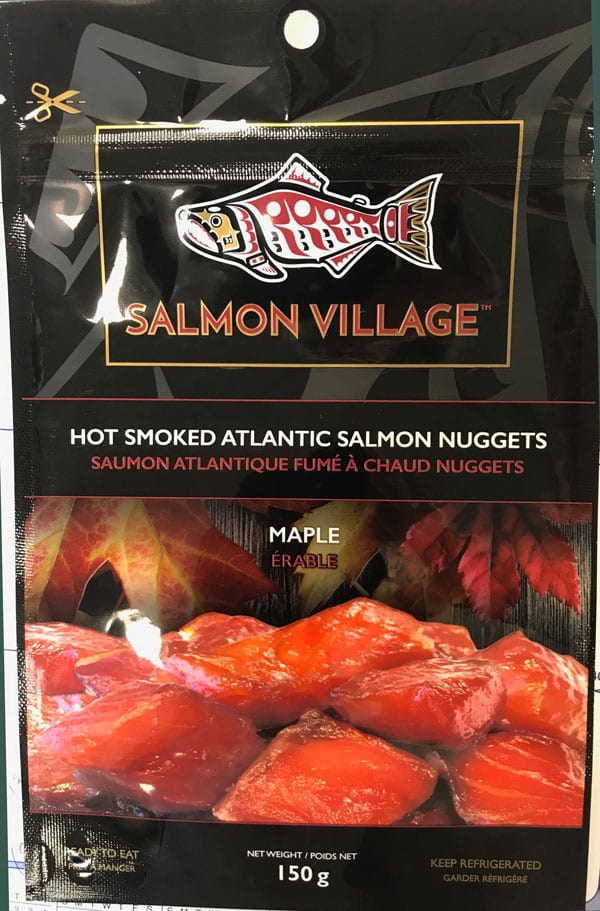 SALMON VILLAGE™
HOT SMOKED ATLANTIC SALMON NUGGETS
SAUMON ATLANTIQUE FUMÉ À CHAUD NUGGETS
MAPLE
ÉRABLE
READY TO EAT
MANGER
NET WEIGHT / POIDS NET
150 g
KEEP REFRIGERATED
GARDER RÉFRIGÉRÉ